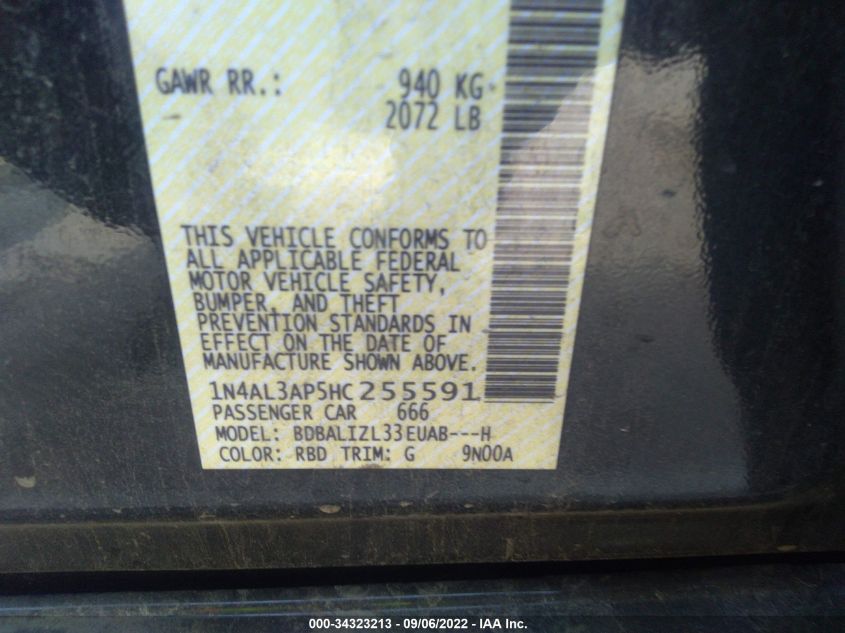 GAWR RR.: 940 KG
2072 LB
THIS VEHICLE CONFORMS TO
ALL APPLICABLE FEDERAL
MOTOR VEHICLE SAFETY,
BUMPER, AND THEFT
PREVENTION STANDARDS IN
EFFECT ON THE DATE OF
MANUFACTURE SHOWN ABOVE.
1N4AL3AP5HC255591
PASSENGER CAR 666
MODEL: BDBALIZL33EUAB---H
COLOR: RBD TRIM: G 9N00A
000-34323213 - 09/06/2022 - IAA Inc.